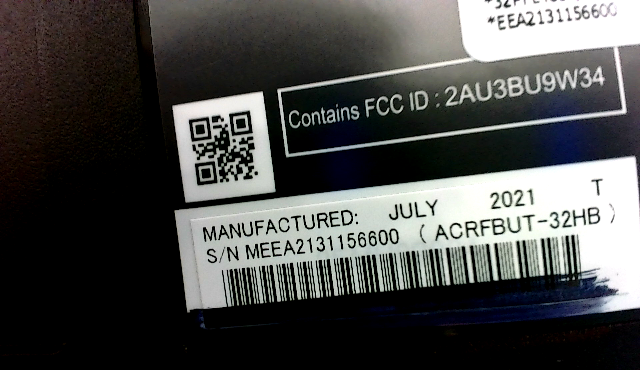 *EEA2131156600
Contains FCC ID : 2AU3BU9W34
MANUFACTURED: JULY 2021 T
S/N MEEA2131156600 ( ACRFBUT-32HB )